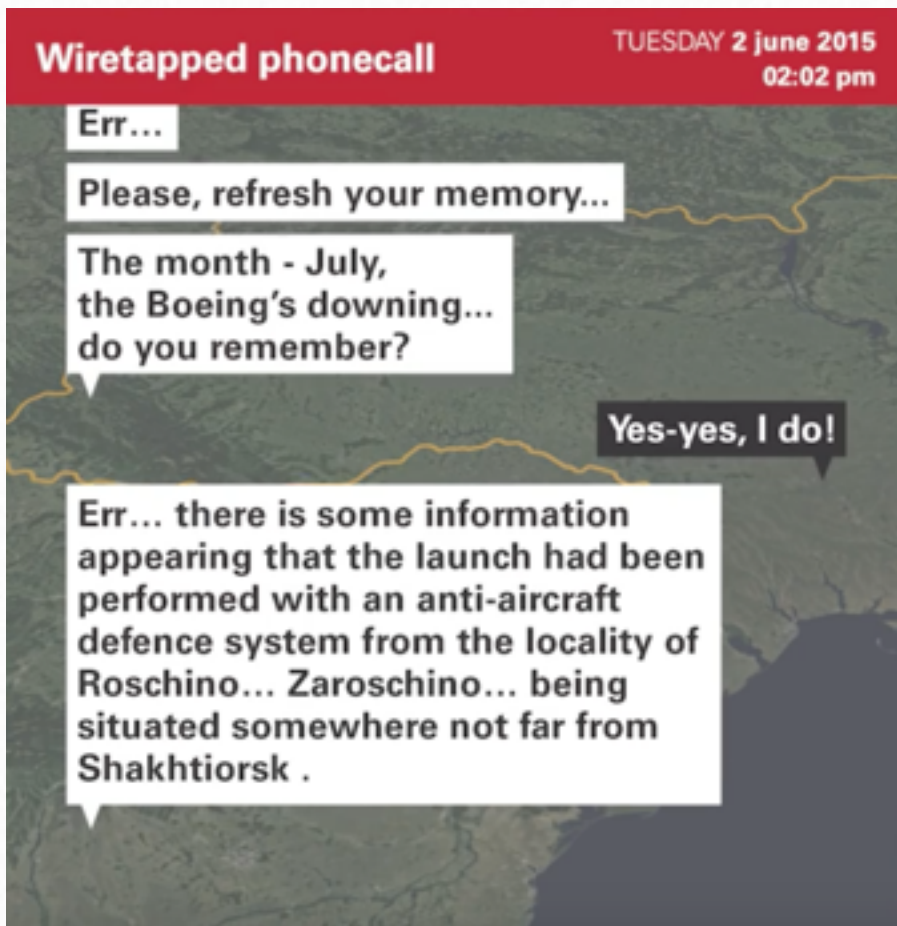 Wiretapped phonecall
TUESDAY 2 june 2015
02:02 pm
Err...
Please, refresh your memory...
The month - July,
the Boeing's downing...
do you remember?
Yes-yes, I do!
Err... there is some information
appearing that the launch had been
performed with an anti-aircraft
defence system from the locality of
Roschino... Zaroschino... being
situated somewhere not far from
Shakhtiorsk .